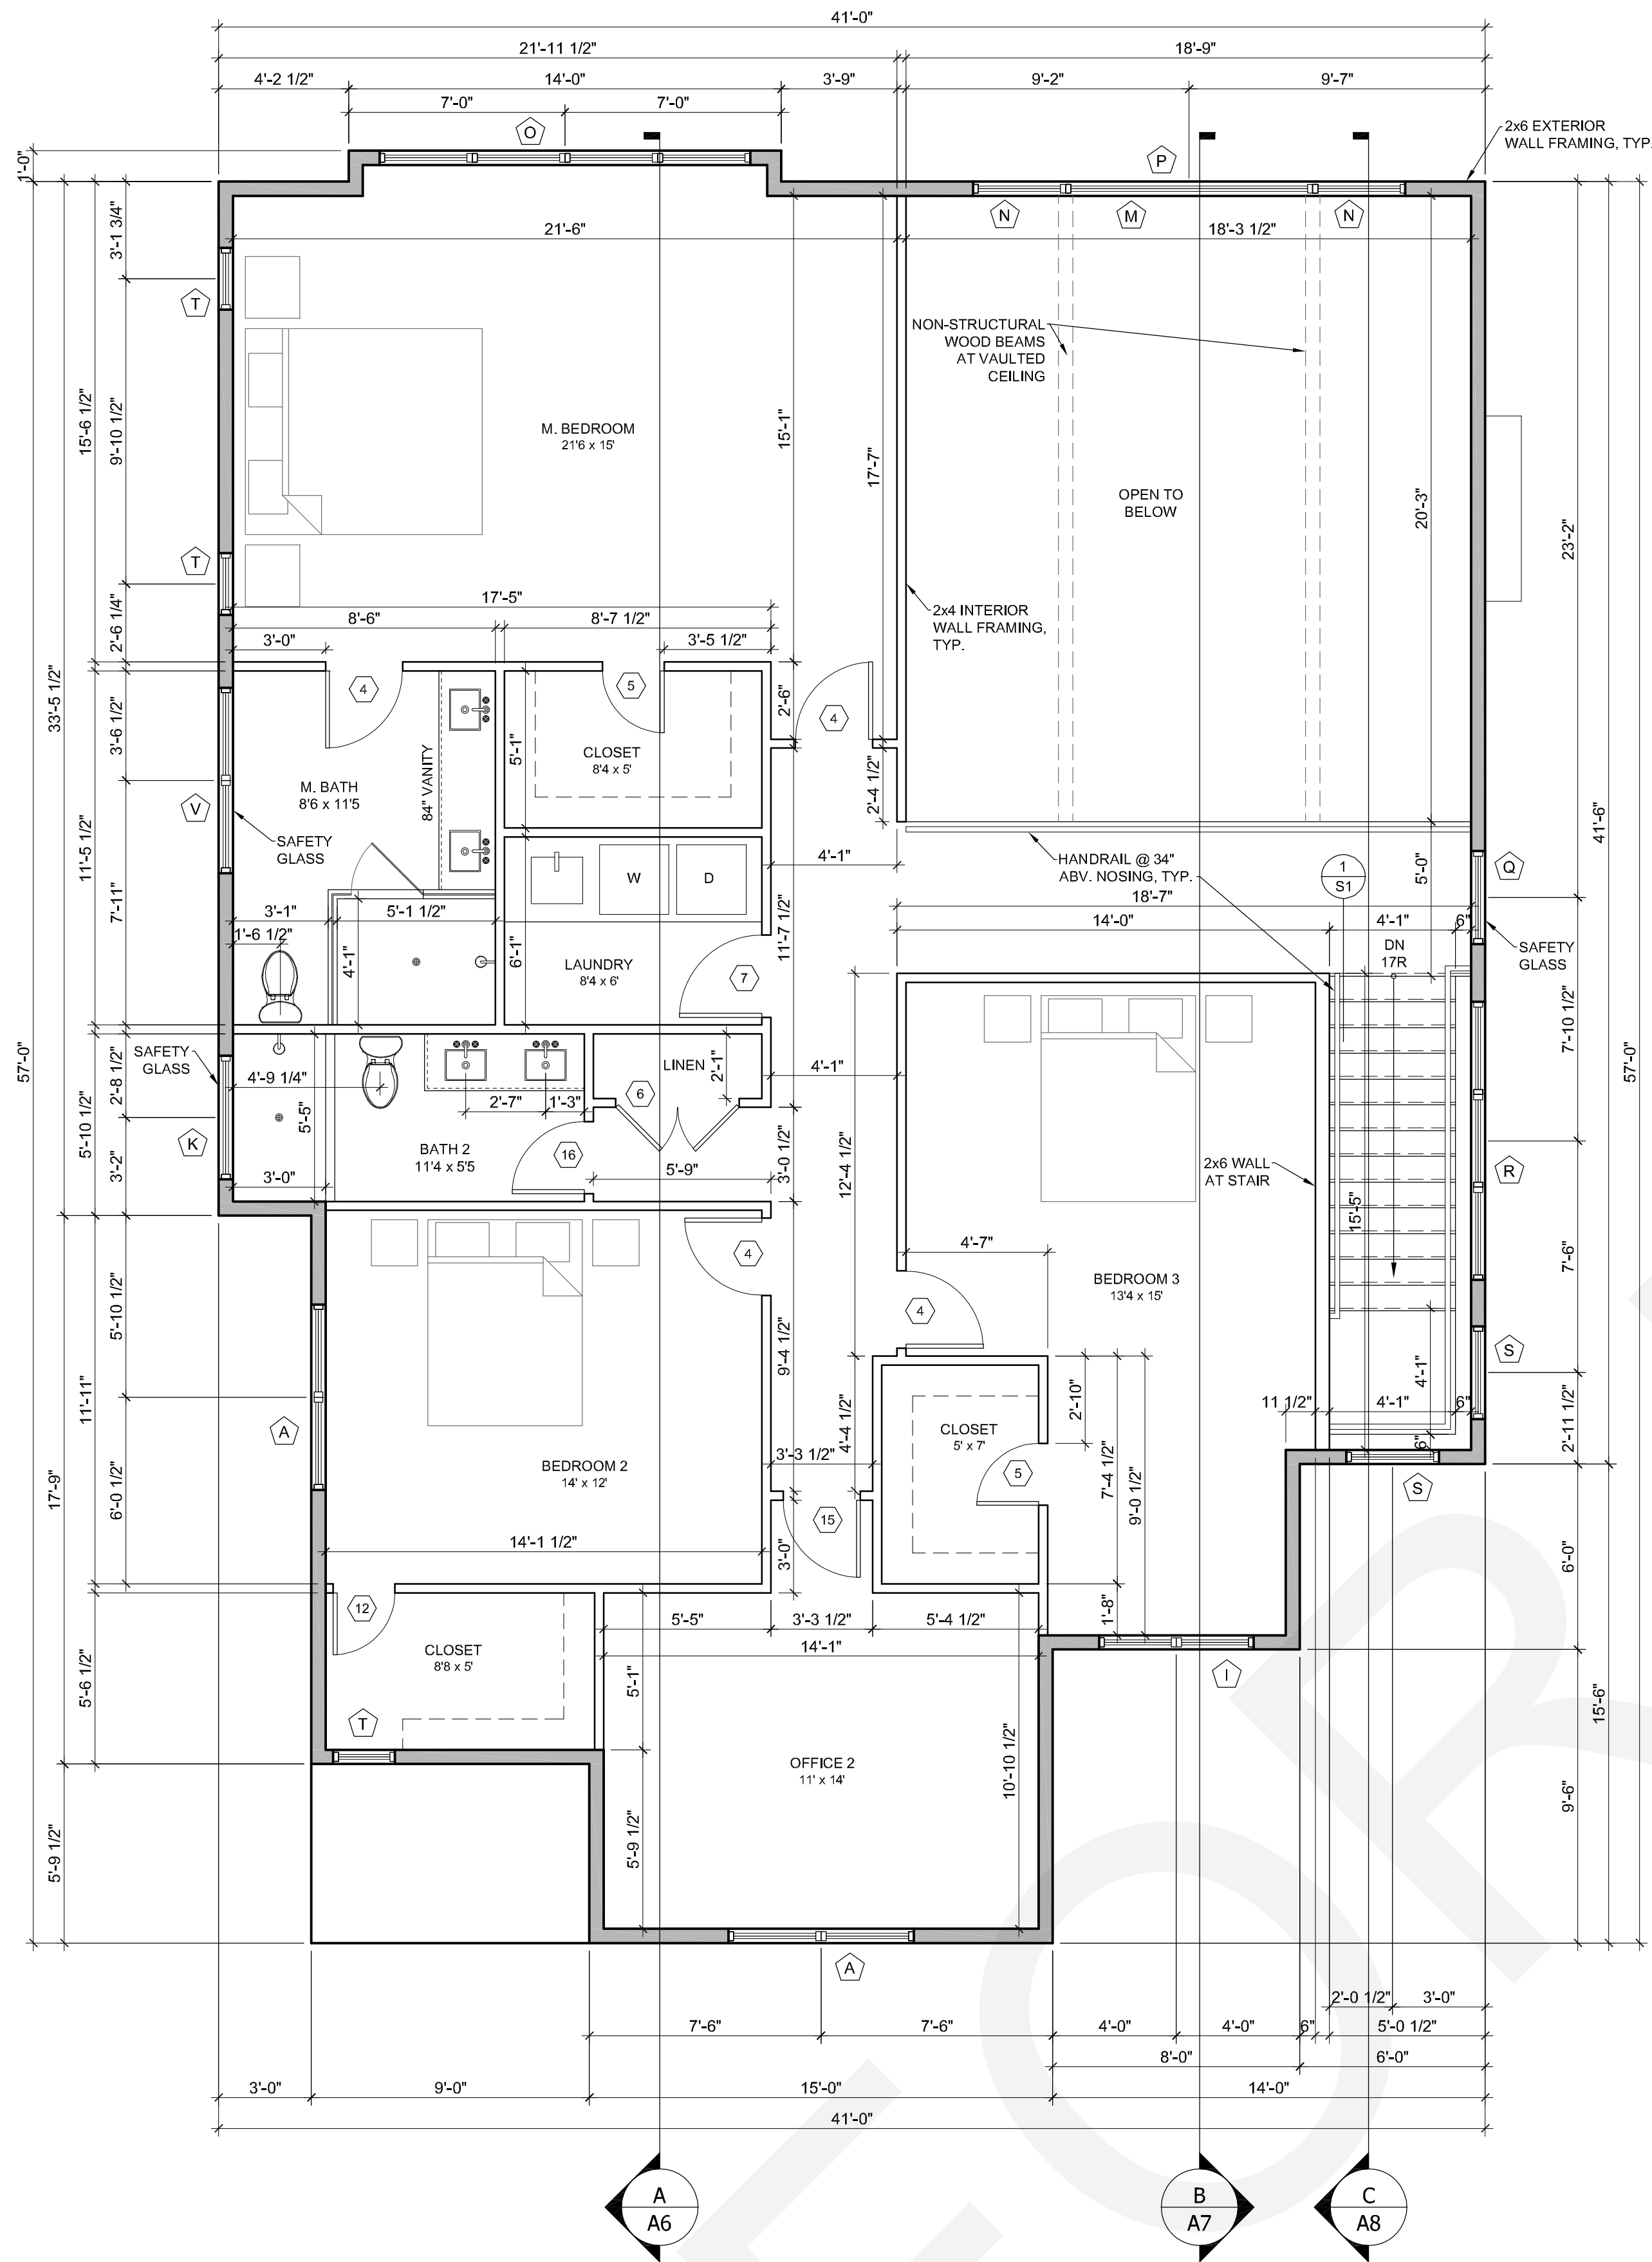 41'-0"
21'-11 1/2"
18'-9"
4'-2 1/2"
14'-0"
3'-9"
9'-2"
9'-7"
7'-0"
7'-0"
O
P
2x6 EXTERIOR
WALL FRAMING, TYP.
1'-0"
N
M
N
3'-1 3/4"
21'-6"
18'-3 1/2"
T
NON-STRUCTURAL
WOOD BEAMS
AT VAULTED
CEILING
15'-6 1/2"
9'-10 1/2"
M. BEDROOM
21'6 x 15'
15'-1"
17'-7"
OPEN TO
BELOW
20'-3"
23'-2"
T
17'-5"
8'-6"
8'-7 1/2"
3'-0"
3'-5 1/2"
2x4 INTERIOR
WALL FRAMING,
TYP.
2'-6 1/4"
33'-5 1/2"
4
5
2'-6"
4
3'-6 1/2"
5'-1"
CLOSET
8'4 x 5'
M. BATH
8'6 x 11'5
84" VANITY
2'-4 1/2"
V
SAFETY
GLASS
41'-6"
HANDRAIL @ 34"
ABV. NOSING, TYP.
4'-1"
1
S1
5'-0"
Q
11'-5 1/2"
7'-11"
W
D
18'-7"
3'-1"
5'-1 1/2"
14'-0"
4'-1"
6"
1'-6 1/2"
4'-1"
6'-1"
11'-7 1/2"
DN
17R
SAFETY
GLASS
LAUNDRY
8'4 x 6'
7
7'-10 1/2"
57'-0"
57'-0"
SAFETY
GLASS
4'-9 1/4"
LINEN
2'-1"
4'-1"
2'-8 1/2"
6
2'-7"
1'-3"
5'-10 1/2"
5'-5"
K
BATH 2
11'4 x 5'5
16
5'-9"
3'-0 1/2"
3'-2"
3'-0"
12'-4 1/2"
2x6 WALL
AT STAIR
15'-5"
R
4
4'-7"
7'-6"
BEDROOM 3
13'4 x 15'
5'-10 1/2"
4
9'-4 1/2"
S
4'-1"
11'-11"
2'-10"
11 1/2"
4'-1"
6"
2'-11 1/2"
A
4'-4 1/2"
CLOSET
5' x 7'
3'-3 1/2"
6"
BEDROOM 2
14' x 12'
5
7'-4 1/2"
9'-0 1/2"
S
17'-9"
6'-0 1/2"
15
14'-1 1/2"
3'-0"
6'-0"
12
5'-5"
3'-3 1/2"
5'-4 1/2"
1'-8"
CLOSET
8'8 x 5'
14'-1"
5'-6 1/2"
5'-1"
I
15'-6"
T
OFFICE 2
11' x 14'
10'-10 1/2"
9'-6"
5'-9 1/2"
5'-9 1/2"
A
2'-0 1/2"
3'-0"
7'-6"
7'-6"
4'-0"
4'-0"
6"
5'-0 1/2"
8'-0"
6'-0"
3'-0"
9'-0"
15'-0"
14'-0"
41'-0"
A
A6
B
A7
C
A8